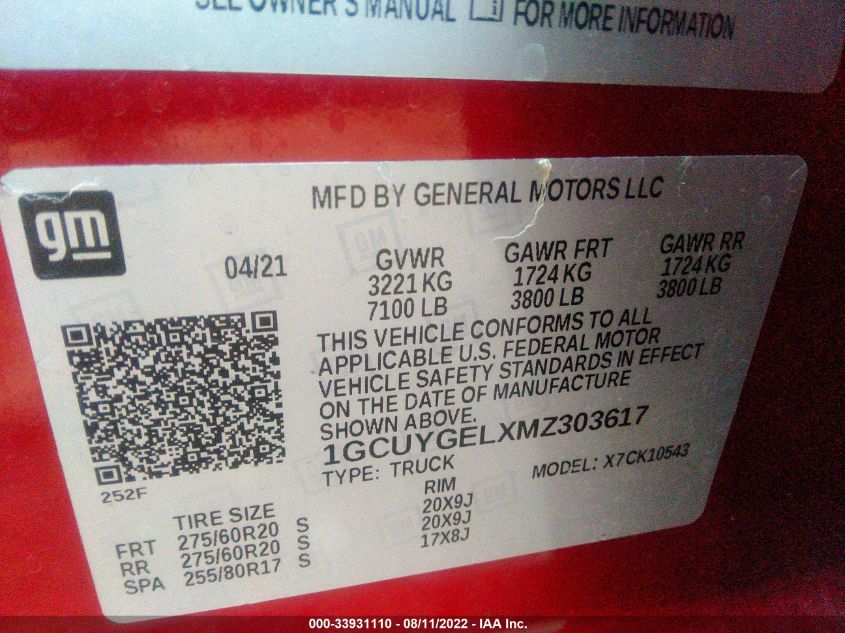 SEE OWNER'S MANUAL FOR MORE INFORMATION
MFD BY GENERAL MOTORS LLC
gm
04/21
GVWR GAWR FRT GAWR RR
3221 KG 1724 KG 1724 KG
7100 LB 3800 LB 3800 LB
THIS VEHICLE CONFORMS TO ALL
APPLICABLE U.S. FEDERAL MOTOR
VEHICLE SAFETY STANDARDS IN EFFECT
ON THE DATE OF MANUFACTURE
SHOWN ABOVE.
1GCUYGELXMZ303617
TYPE: TRUCK MODEL: X7CK10543
252F
TIRE SIZE RIM
FRT 275/60R20 S 20X9J
RR 275/60R20 S 20X9J
SPA 255/80R17 S 17X8J
000-33931110 - 08/11/2022 - IAA Inc.